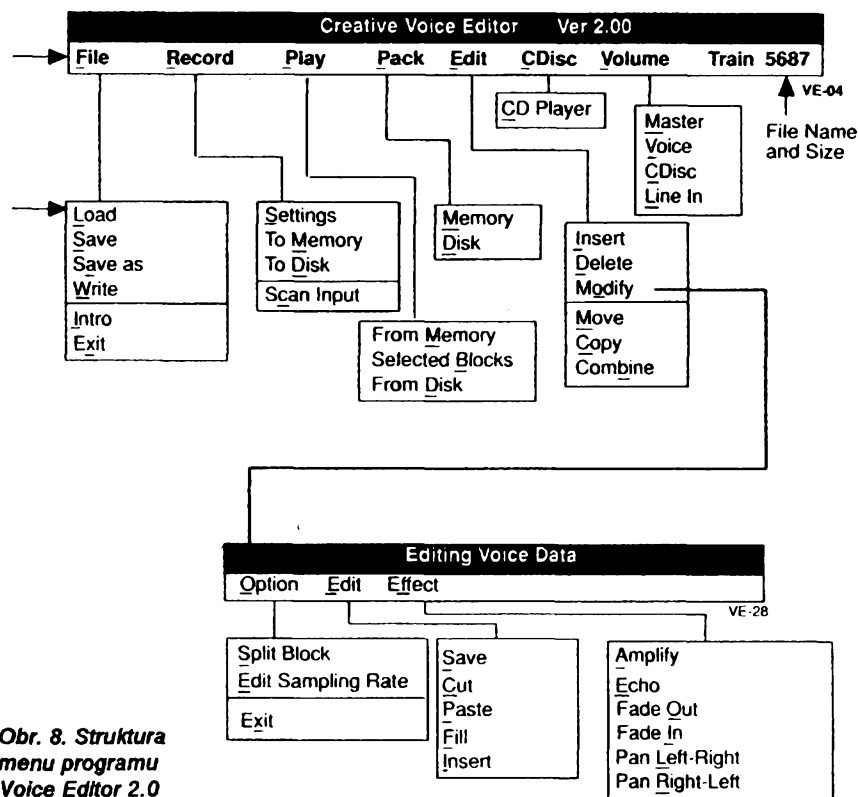 Creative Voice Editor Ver 2.00
File Record Play Pack Edit CDisc Volume Train 5687
VE-04
File Name
and Size
CD Player
Master
Voice
CDisc
Line In
Load
Save
Save as
Write
Intro
Exit
Settings
To Memory
To Disk
Scan Input
From Memory
Selected Blocks
From Disk
Memory
Disk
Insert
Delete
Modify
Move
Copy
Combine
Editing Voice Data
Option Edit Effect
VE-28
Split Block
Edit Sampling Rate
Exit
Save
Cut
Paste
Fill
Insert
Amplify
Echo
Fade Out
Fade In
Pan Left-Right
Pan Right-Left
Obr. 8. Struktura
menu programu
Voice Editor 2.0